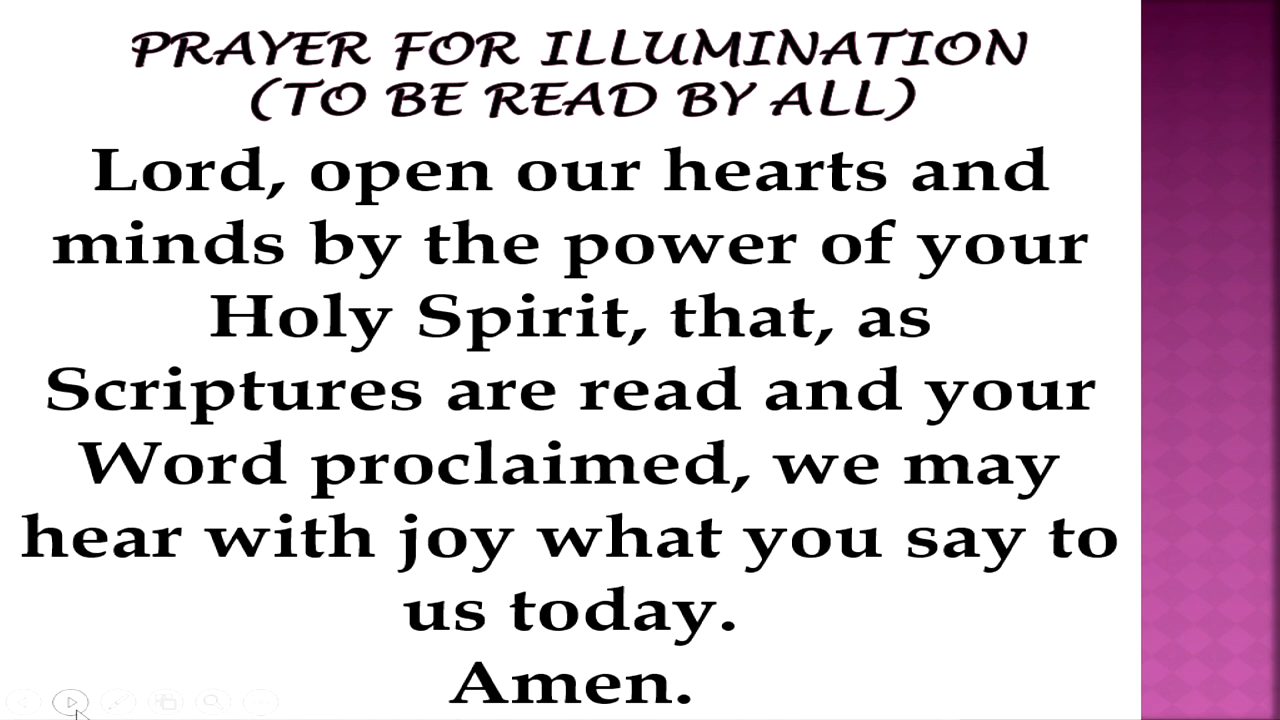 PRAYER FOR ILLUMINATION
(TO BE READ BY ALL)
Lord, open our hearts and
minds by the power of your
Holy Spirit, that, as
Scriptures are read and your
Word proclaimed, we may
hear with joy what you say to
us today.
Amen.